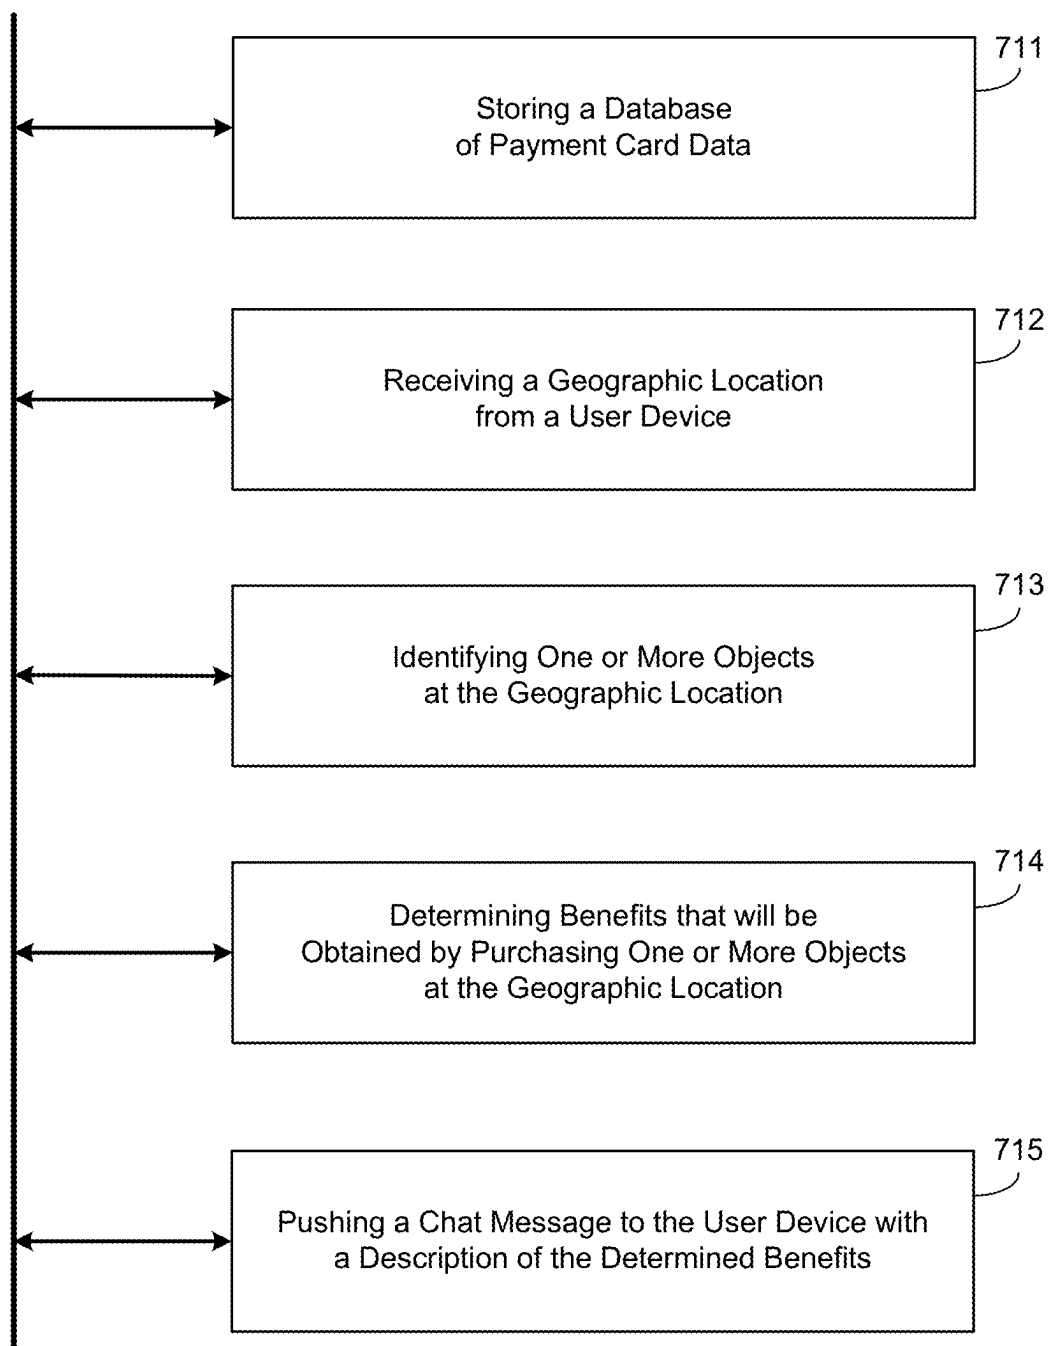 711
Storing a Database
of Payment Card Data
712
Receiving a Geographic Location
from a User Device
713
Identifying One or More Objects
at the Geographic Location
714
Determining Benefits that will be
Obtained by Purchasing One or More Objects
at the Geographic Location
715
Pushing a Chat Message to the User Device with
a Description of the Determined Benefits